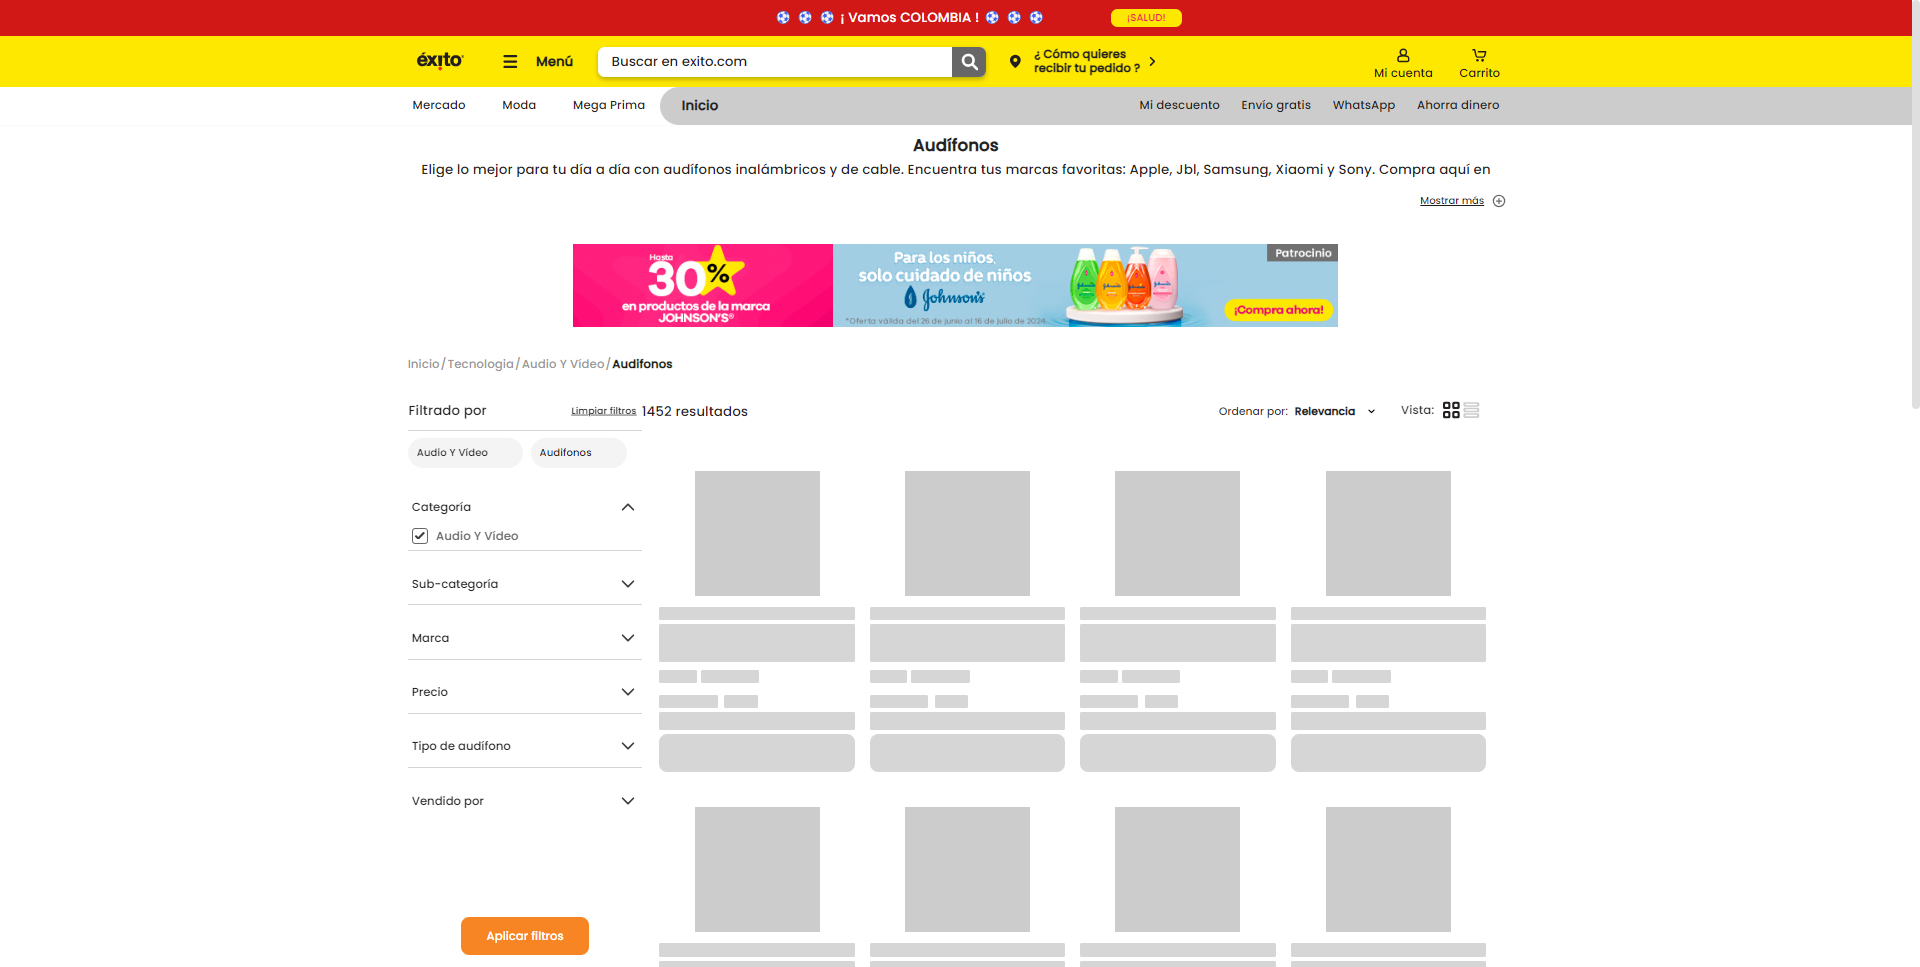 ¡ Vamos COLOMBIA !
¡SALUD!
éxito
Menú
Buscar en exito.com
¿ Cómo quieres
recibir tu pedido ?
Mi cuenta
Carrito
Mercado
Moda
Mega Prima
Inicio
Mi descuento
Envío gratis
WhatsApp
Ahorra dinero
Audífonos
Elige lo mejor para tu día a día con audífonos inalámbricos y de cable. Encuentra tus marcas favoritas: Apple, Jbl, Samsung, Xiaomi y Sony. Compra aquí en
Mostrar más
Hasta
30%
en productos de la marca
JOHNSON'S®
Para los niños,
solo cuidado de niños
Johnson's
*Oferta válida del 26 de junio al 16 de julio de 2024.
Patrocinio
¡Compra ahora!
Inicio/Tecnologia/Audio Y Vídeo/Audifonos
Filtrado por
Limpiar filtros
1452 resultados
Ordenar por: Relevancia
Vista:
Audio Y Vídeo
Audifonos
Categoría
Audio Y Vídeo
Sub-categoría
Marca
Precio
Tipo de audífono
Vendido por
Aplicar filtros